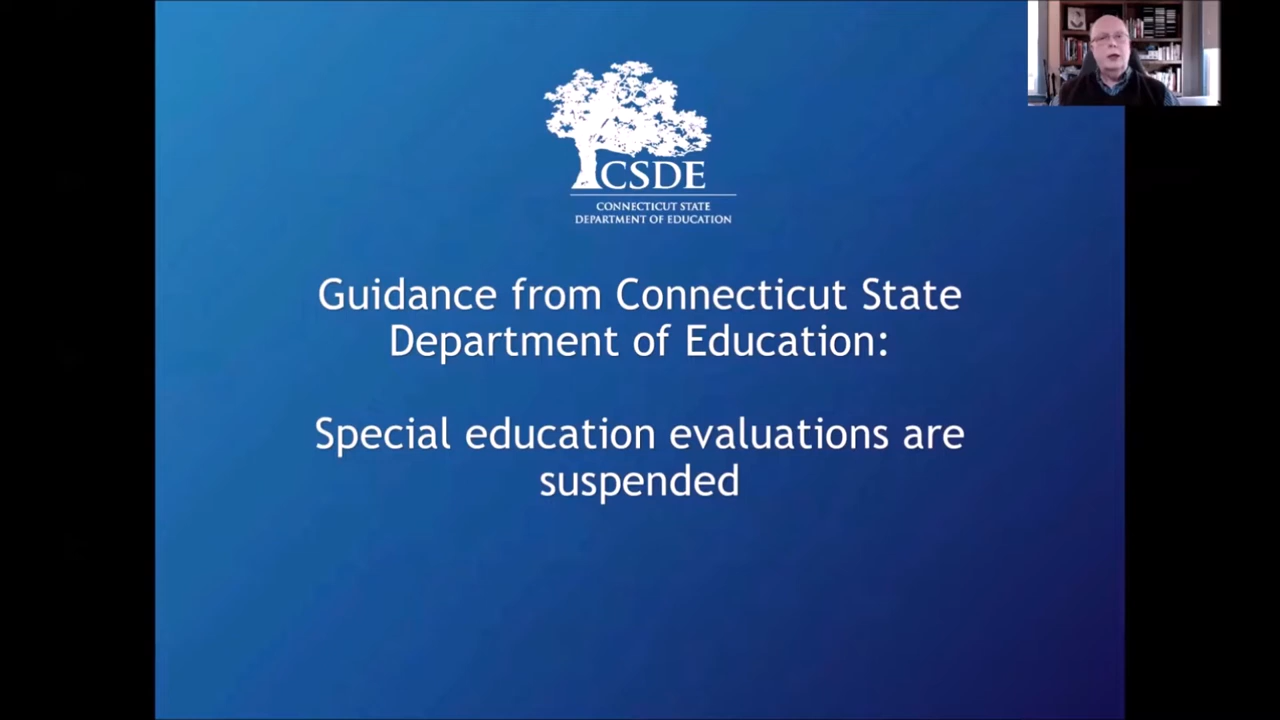 CSDE
CONNECTICUT STATE
DEPARTMENT OF EDUCATION
Guidance from Connecticut State
Department of Education:
Special education evaluations are
suspended